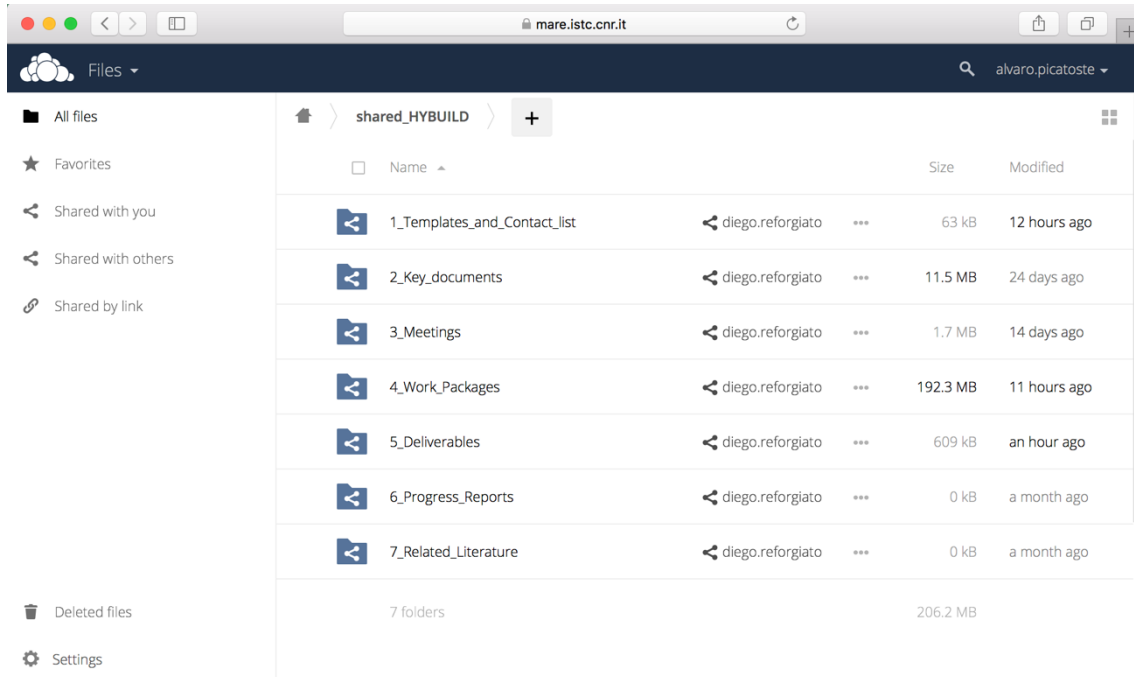 mare.istc.cnr.it
Files alvaro.picatoste
All files
Favorites
Shared with you
Shared with others
Shared by link
Deleted files
Settings
shared_HYBUILD +
Name Size Modified
1_Templates_and_Contact_list diego.reforgiato ••• 63 kB 12 hours ago
2_Key_documents diego.reforgiato ••• 11.5 MB 24 days ago
3_Meetings diego.reforgiato ••• 1.7 MB 14 days ago
4_Work_Packages diego.reforgiato ••• 192.3 MB 11 hours ago
5_Deliverables diego.reforgiato ••• 609 kB an hour ago
6_Progress_Reports diego.reforgiato ••• 0 kB a month ago
7_Related_Literature diego.reforgiato ••• 0 kB a month ago
7 folders 206.2 MB